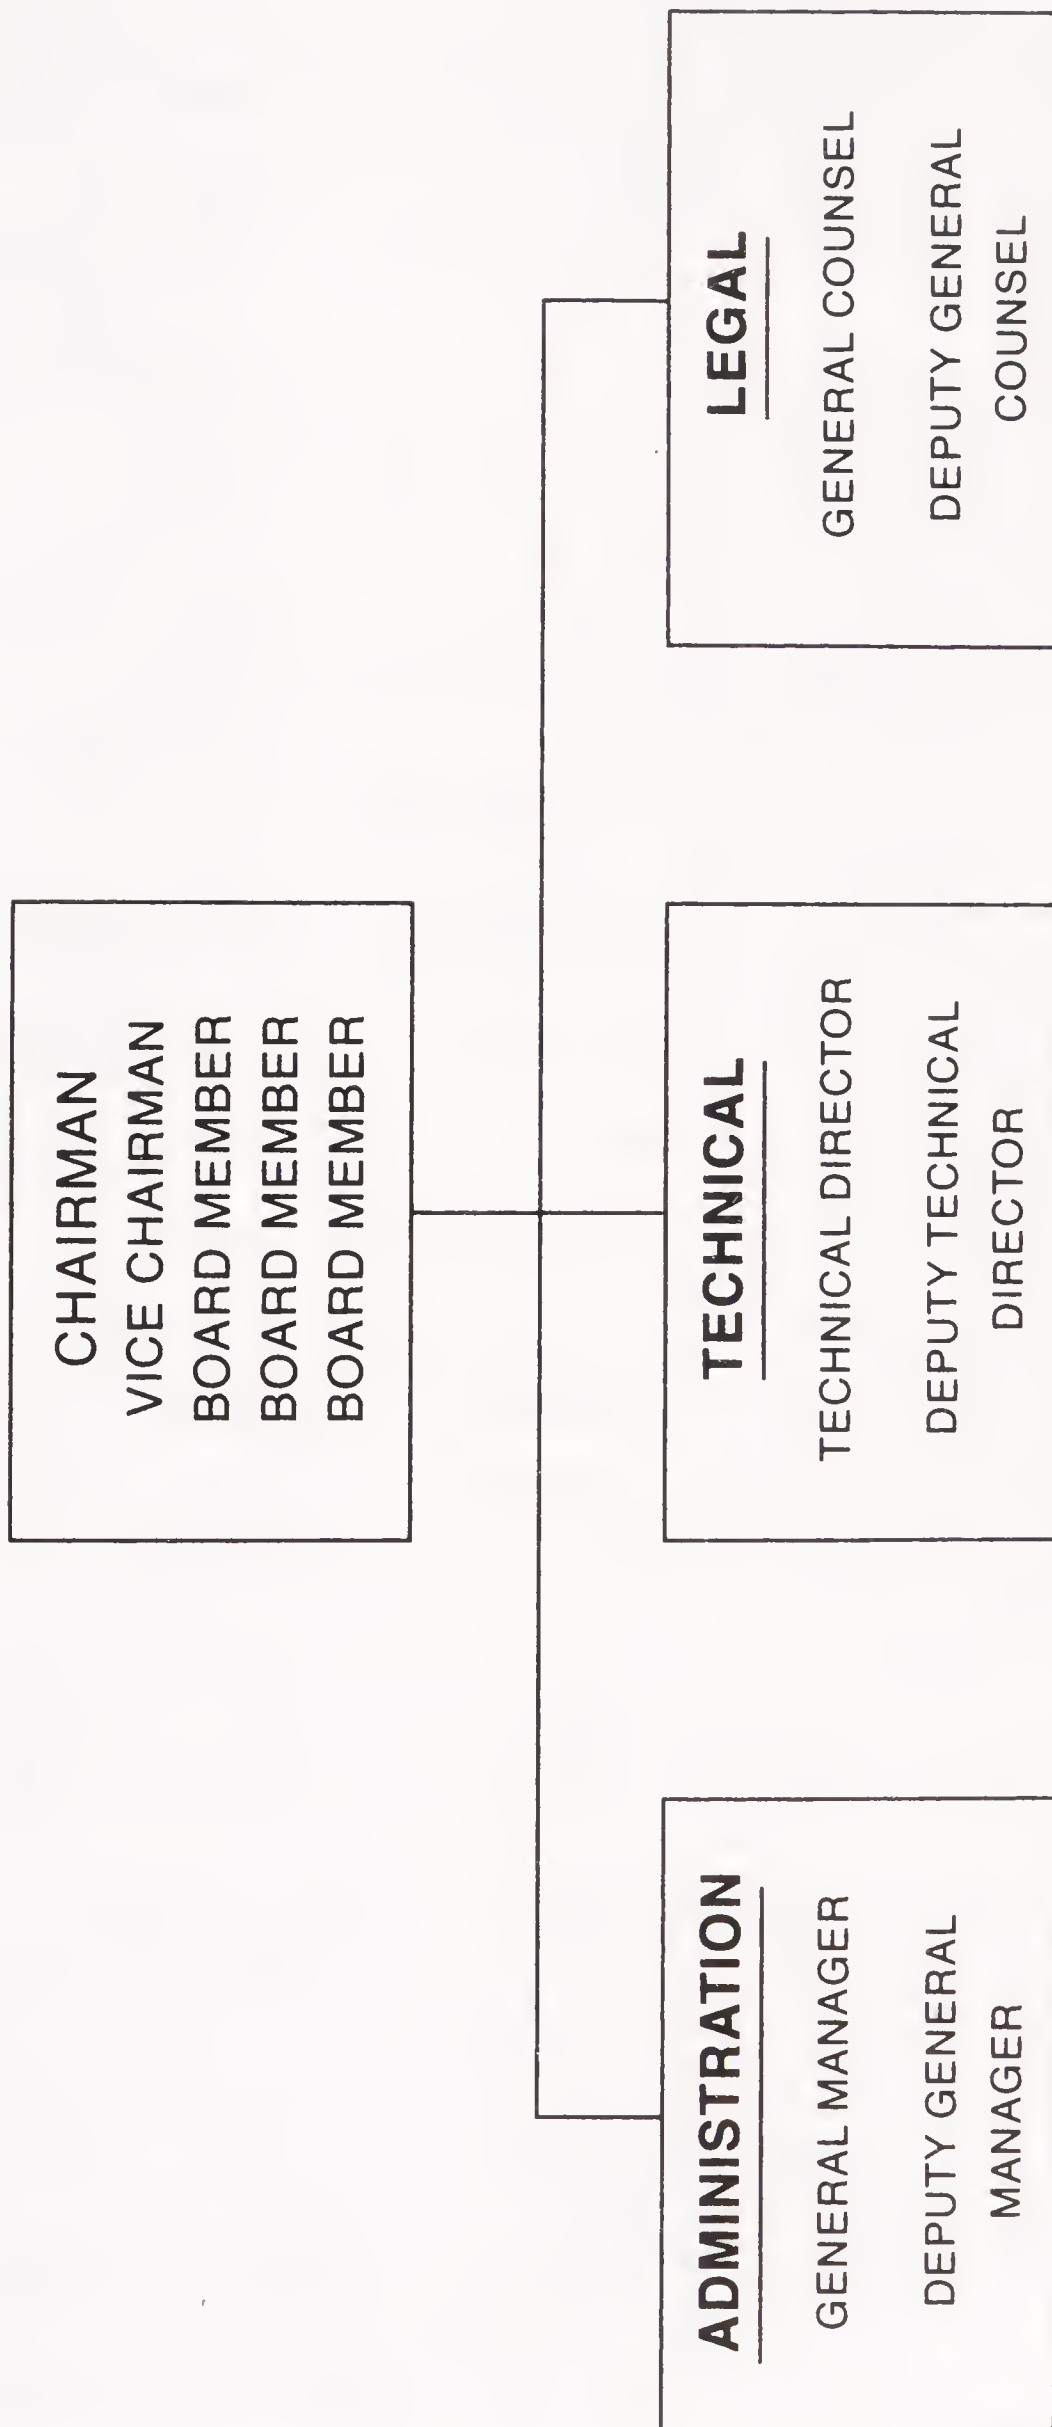 CHAIRMAN
VICE CHAIRMAN
BOARD MEMBER
BOARD MEMBER
BOARD MEMBER
ADMINISTRATION
GENERAL MANAGER
DEPUTY GENERAL
MANAGER
TECHNICAL
TECHNICAL DIRECTOR
DEPUTY TECHNICAL
DIRECTOR
LEGAL
GENERAL COUNSEL
DEPUTY GENERAL
COUNSEL